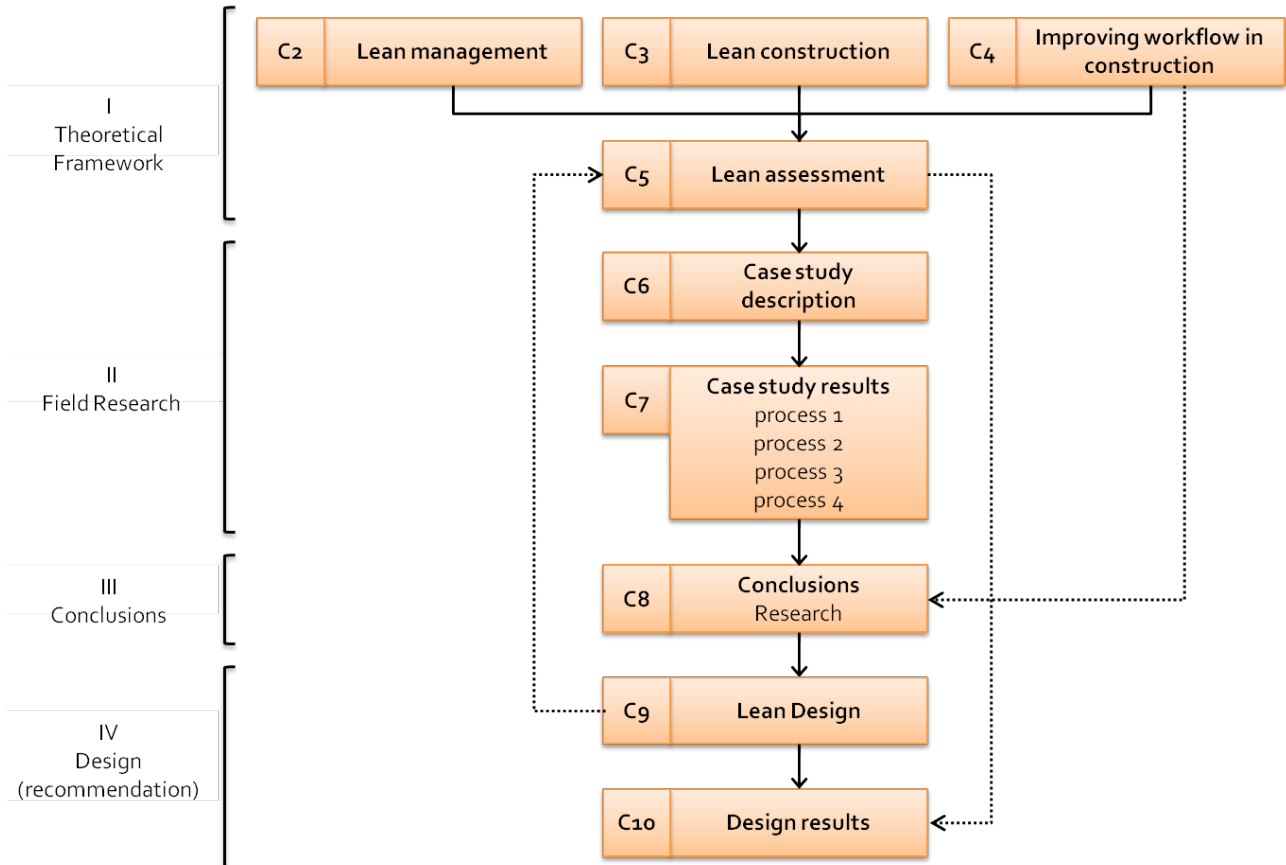 C2
Lean management
C3
Lean construction
C4
Improving workflow in
construction
I
Theoretical
Framework
C5
Lean assessment
C6
Case study
description
II
Field Research
C7
Case study results
process 1
process 2
process 3
process 4
III
Conclusions
C8
Conclusions
Research
IV
Design
(recommendation)
C9
Lean Design
C10
Design results